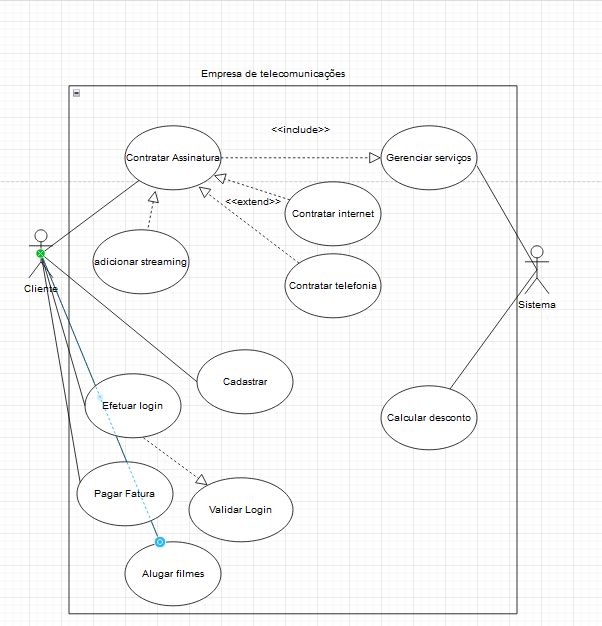 Empresa de telecomunicações
<<include>>
Contratar Assinatura
Gerenciar serviços
<<extend>>
Contratar internet
adicionar streaming
Contratar telefonia
Cliente
Sistema
Cadastrar
Efetuar login
Calcular desconto
Pagar Fatura
Validar Login
Alugar filmes